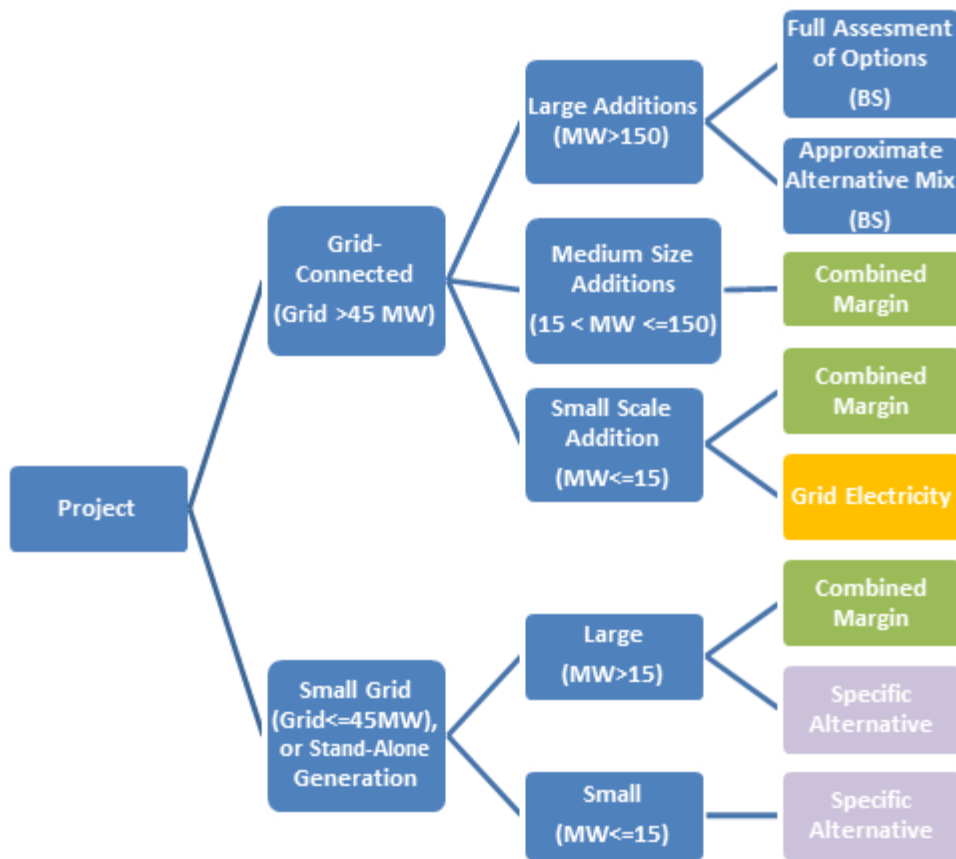 Project
Grid-
Connected
(Grid >45 MW)
Large Additions
(MW>150)
Full Assesment
of Options
(BS)
Approximate
Alternative Mix
(BS)
Medium Size
Additions
(15 < MW <=150)
Combined
Margin
Small Scale
Addition
(MW<=15)
Combined
Margin
Grid Electricity
Small Grid
(Grid<=45MW),
or Stand-Alone
Generation
Large
(MW>15)
Combined
Margin
Specific
Alternative
Small
(MW<=15)
Specific
Alternative